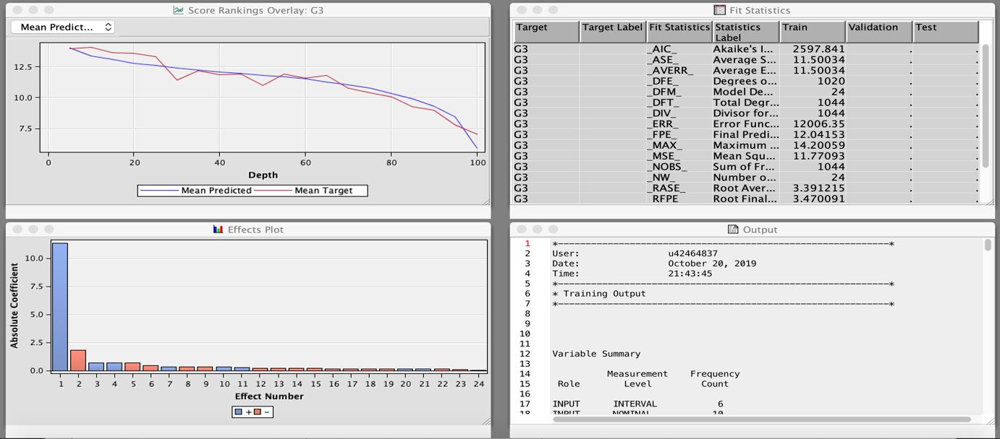 Score Rankings Overlay: G3
Mean Predict...
12.5
10.0
7.5
0 20 40 60 80 100
Depth
Mean Predicted Mean Target
Fit Statistics
Target Target Label Fit Statistics Statistics Label Train Validation Test
G3 _AIC_ Akaike's I... 2597.841 . .
G3 _ASE_ Average S... 11.50034 . .
G3 _AVERR_ Average E... 11.50034 . .
G3 _DFE_ Degrees o... 1020 . .
G3 _DFM_ Model De... 24 . .
G3 _DFT_ Total Degr... 1044 . .
G3 _DIV_ Divisor for... 1044 . .
G3 _ERR_ Error Func... 12006.35 . .
G3 _FPE_ Final Predi... 12.04153 . .
G3 _MAX_ Maximum ... 14.20059 . .
G3 _MSE_ Mean Squ... 11.77093 . .
G3 _NOBS_ Sum of Fr... 1044 . .
G3 _NW_ Number o... 24 . .
G3 _RASE_ Root Aver... 3.391215 . .
G3 _RFPE_ Root Final... 3.470091 . .
Effects Plot
Absolute Coefficient
10.0
7.5
5.0
2.5
0.0
1 2 3 4 5 6 7 8 9 10 11 12 13 14 15 16 17 18 19 20 21 22 23 24
Effect Number
+ -
Output
1 *------------------------------------------------------------*
2 User: u42464837
3 Date: October 20, 2019
4 Time: 21:43:45
5 *------------------------------------------------------------*
6 * Training Output
7 *------------------------------------------------------------*
8
9
10
11
12 Variable Summary
13
14 Measurement Frequency
15 Role Level Count
16
17 INPUT INTERVAL 6
18 INPUT NOMINAL 10